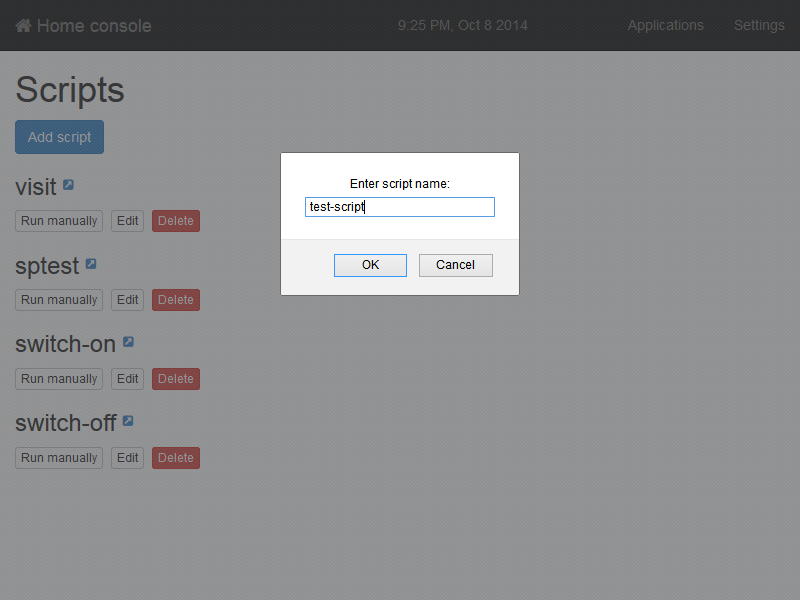 Home console 9:25 PM, Oct 8 2014 Applications Settings
Scripts
Add script
visit
Run manually Edit Delete
sptest
Run manually Edit Delete
switch-on
Run manually Edit Delete
switch-off
Run manually Edit Delete
Enter script name:
test-script
OK Cancel